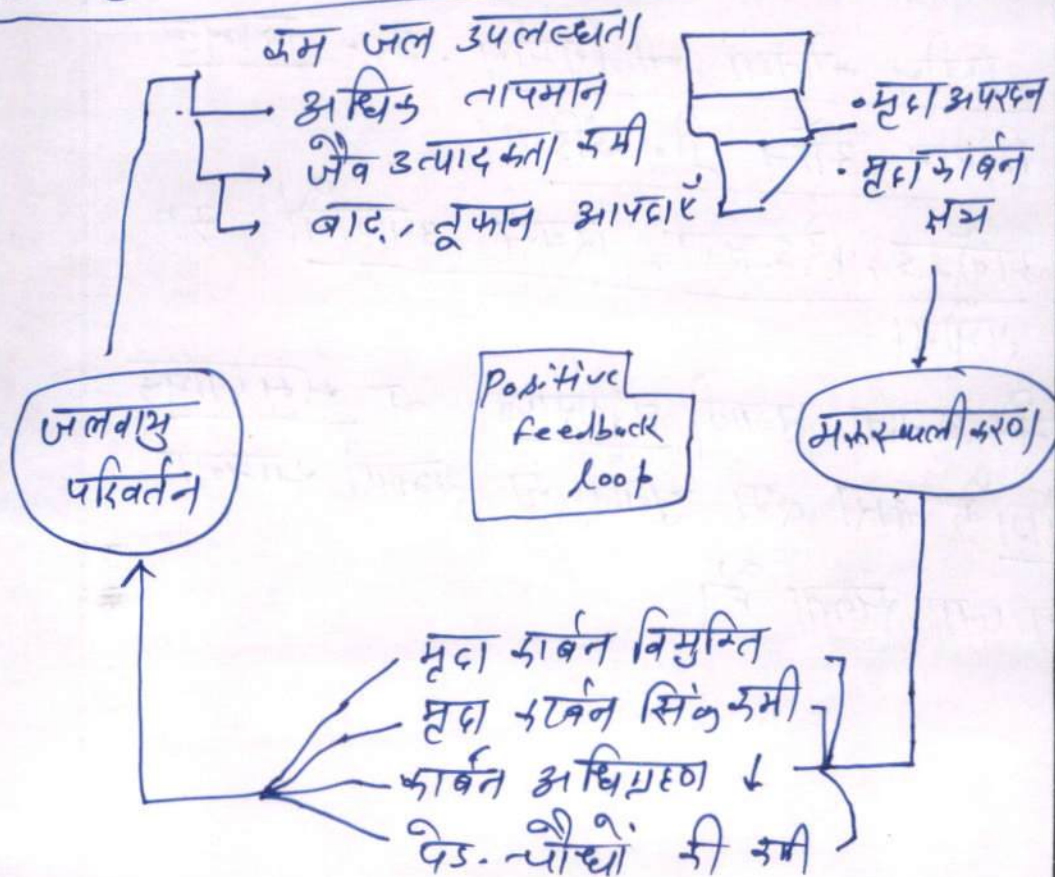 कम जल उपलब्धता
अधिक तापमान
जैव उत्पादकता कमी
बाढ़, तूफान आपदाएँ
• मृदा अपरदन
• मृदा कार्बन
क्षय
जलवायु
परिवर्तन
Positive
feedback
loop
मरुस्थलीकरण
मृदा कार्बन विमुक्ति
मृदा कार्बन सिंक कमी
कार्बन अधिग्रहण ↓
पेड़-पौधों की कमी